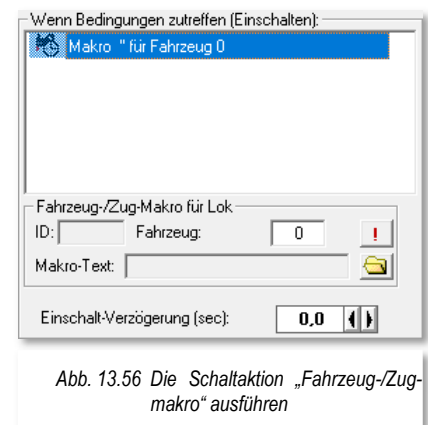 Wenn Bedingungen zutreffen (Einschalten):
Makro '' für Fahrzeug 0
Fahrzeug-/Zug-Makro für Lok
ID: Fahrzeug: 0 !
Makro-Text:
Einschalt-Verzögerung (sec): 0,0
Abb. 13.56 Die Schaltaktion „Fahrzeug-/Zug-
makro“ ausführen